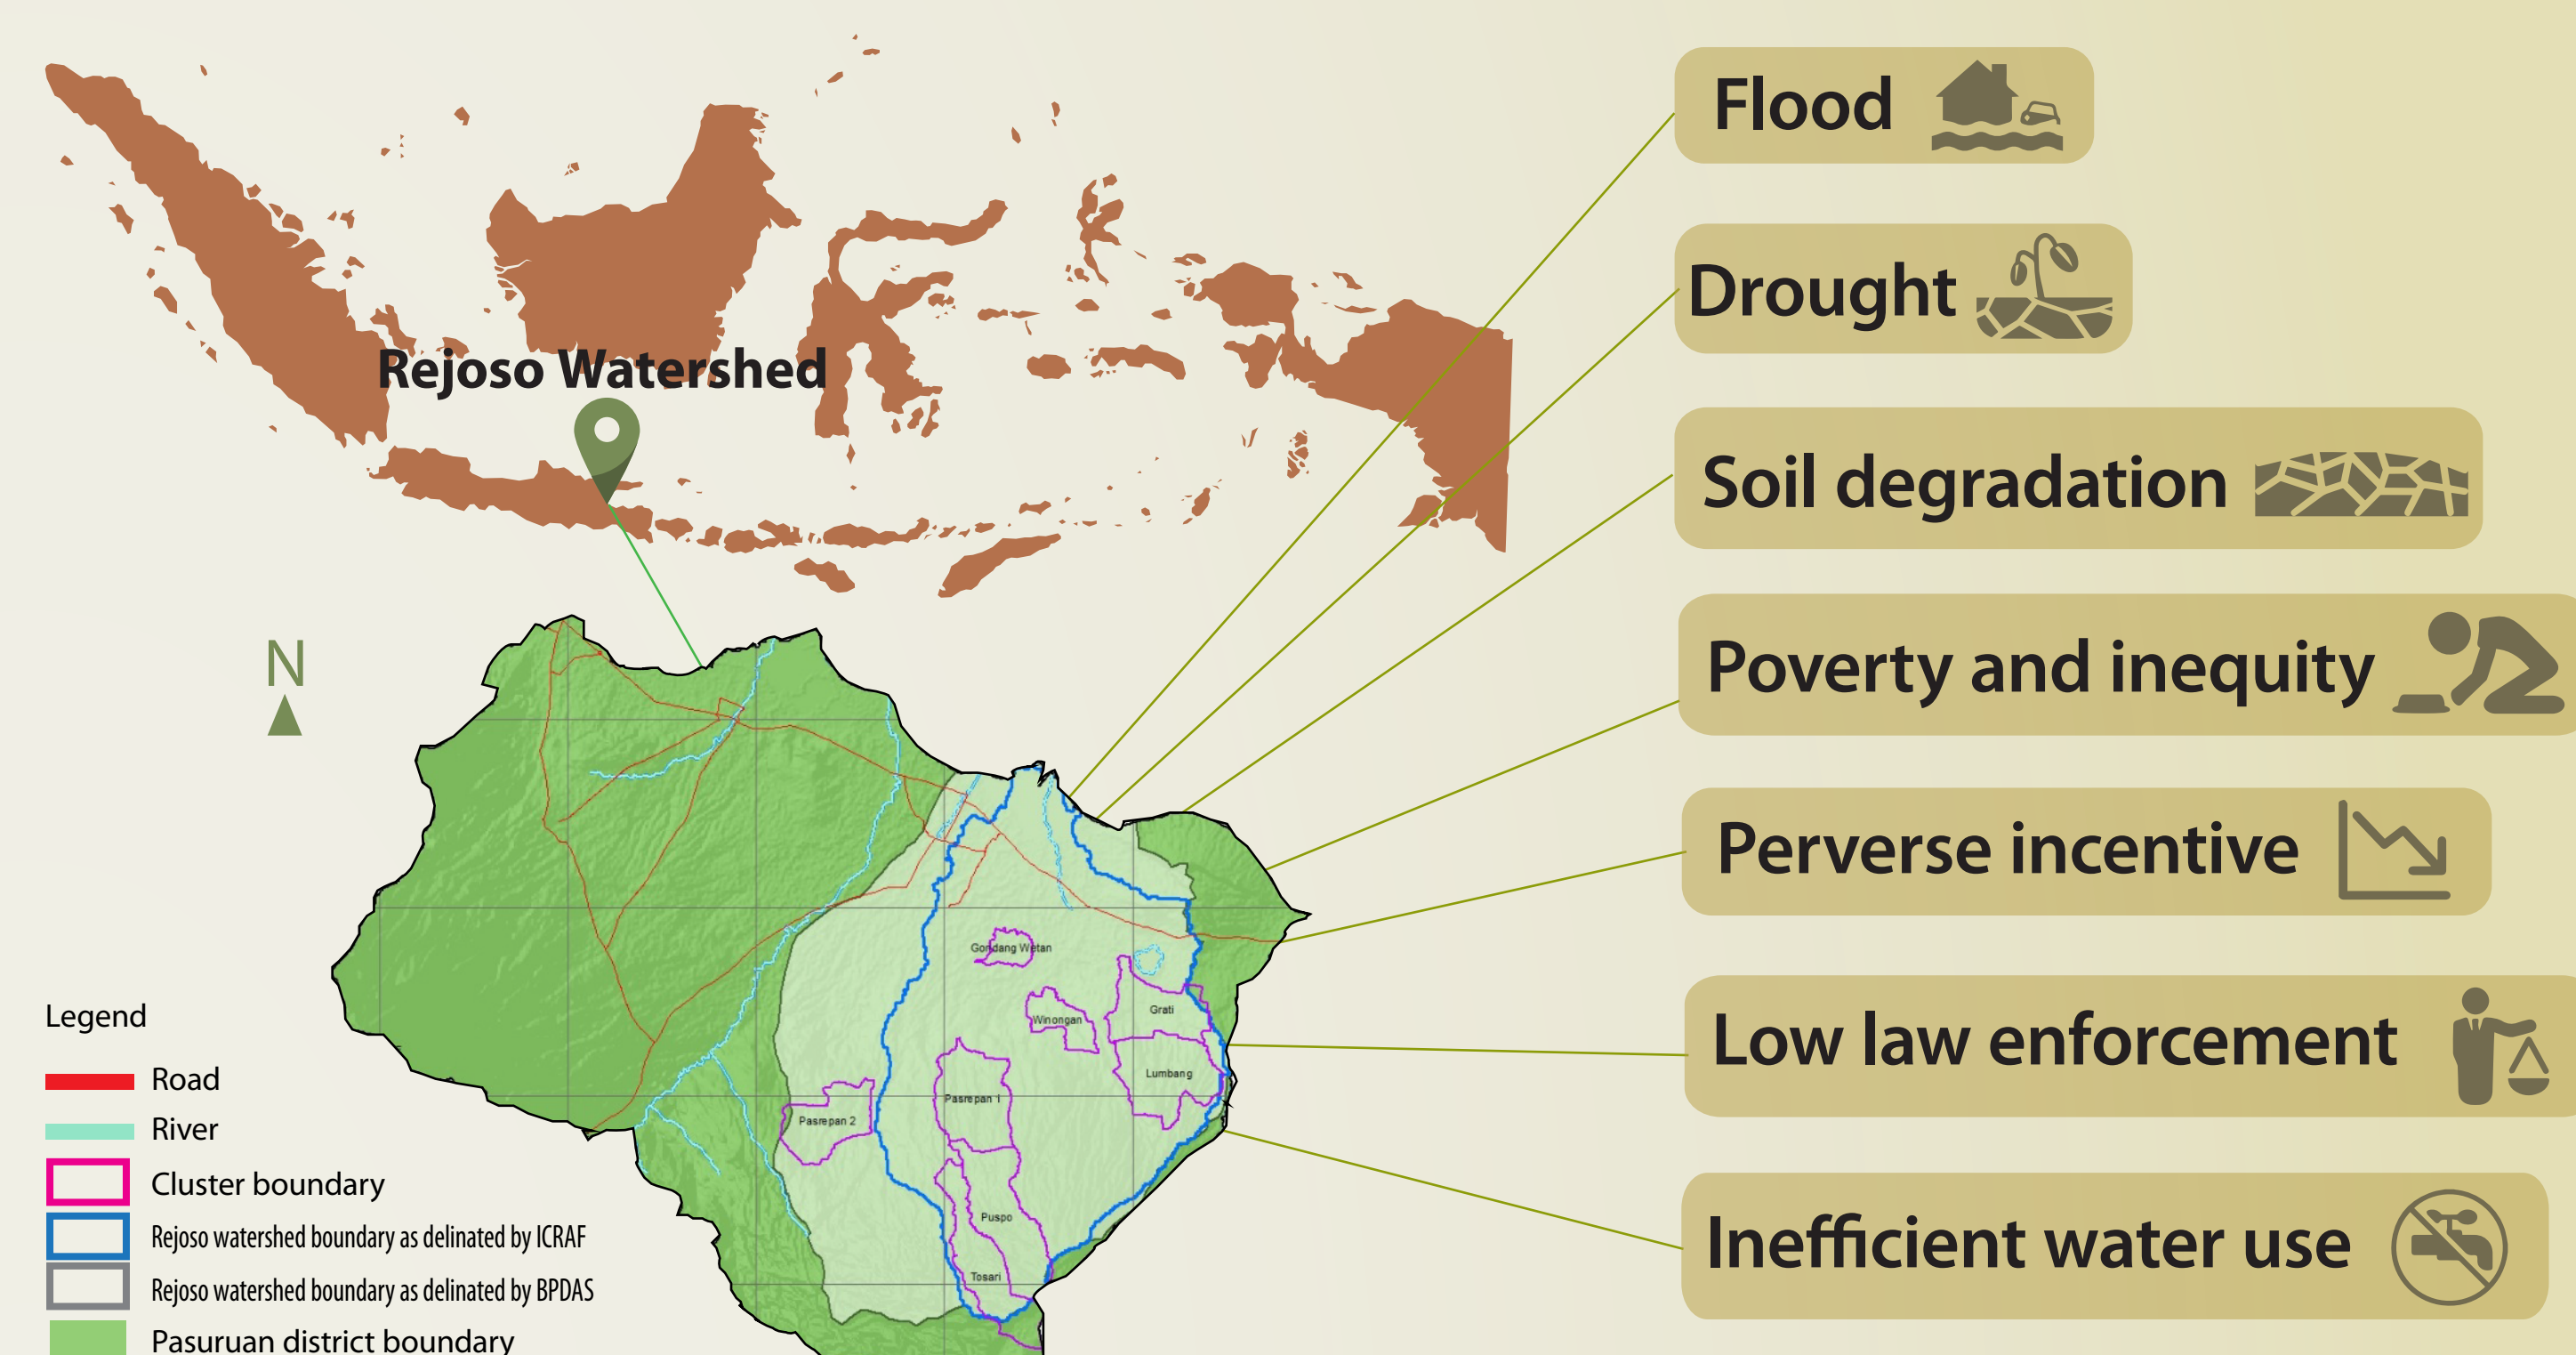 Rejoso Watershed
N
Flood
Drought
Soil degradation
Poverty and inequity
Perverse incentive
Low law enforcement
Inefficient water use
Gondang Wetan
Winongan
Grati
Lumbang
Pasrepan 1
Pasrepan 2
Puspo
Tosari
Legend
Road
River
Cluster boundary
Rejoso watershed boundary as delinated by ICRAF
Rejoso watershed boundary as delinated by BPDAS
Pasuruan district boundary